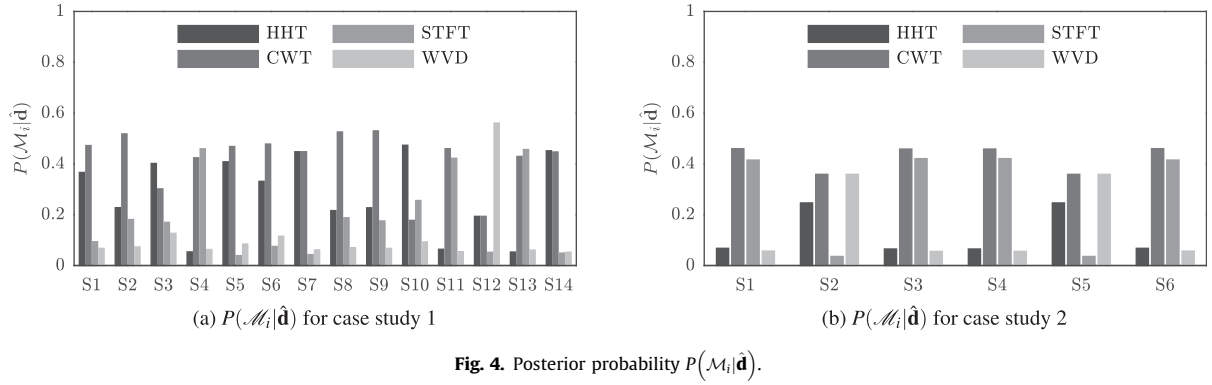 1
0.8
0.6
0.4
0.2
0
P(ℳᵢ|d̂)
HHT STFT
CWT WVD
S1 S2 S3 S4 S5 S6 S7 S8 S9 S10 S11 S12 S13 S14
(a) P(ℳᵢ|d̂) for case study 1
1
0.8
0.6
0.4
0.2
0
P(ℳᵢ|d̂)
HHT STFT
CWT WVD
S1 S2 S3 S4 S5 S6
(b) P(ℳᵢ|d̂) for case study 2
Fig. 4. Posterior probability P(ℳᵢ|d̂).